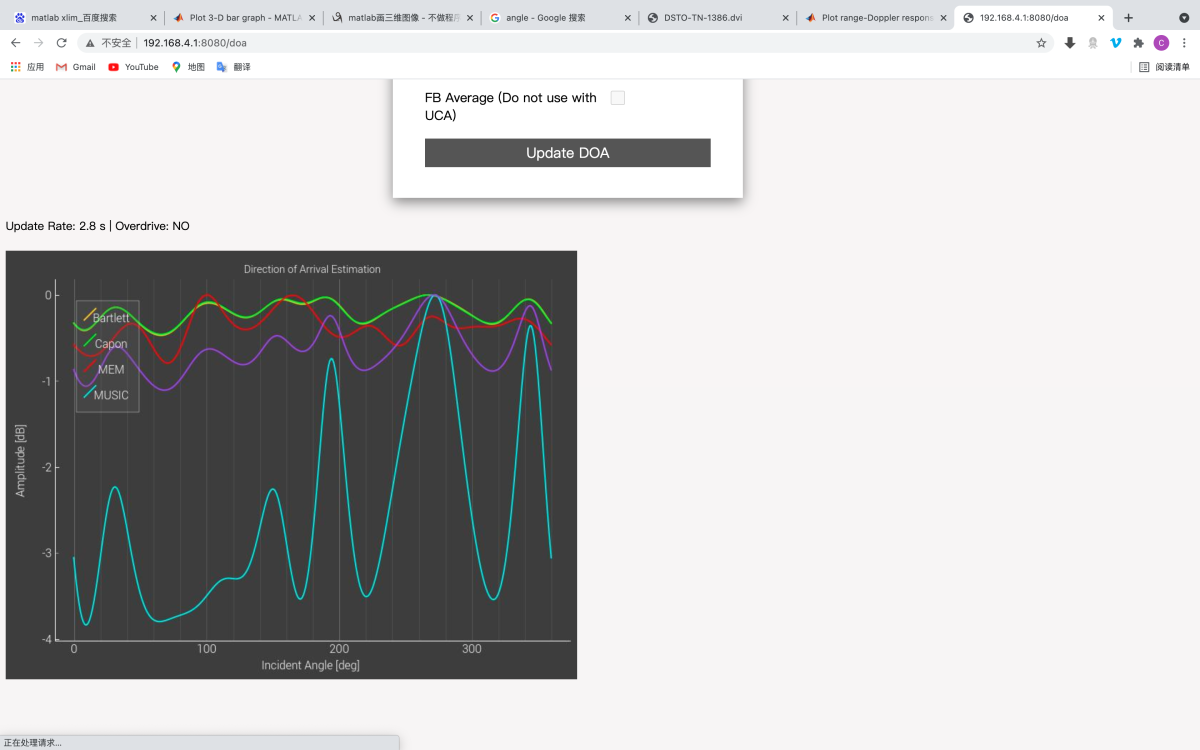 matlab xlim_百度搜索
Plot 3-D bar graph - MATLA
matlab画三维图像 - 不做程序
angle - Google 搜索
DSTO-TN-1386.dvi
Plot range-Doppler respons
192.168.4.1:8080/doa
不安全
192.168.4.1:8080/doa
C
应用
Gmail
YouTube
地图
翻译
阅读清单
FB Average (Do not use with
UCA)
Update DOA
Update Rate: 2.8 s | Overdrive: NO
Direction of Arrival Estimation
0
-1
-2
-3
-4
Amplitude [dB]
Bartlett
Capon
MEM
MUSIC
0
100
200
300
Incident Angle [deg]
正在处理请求...